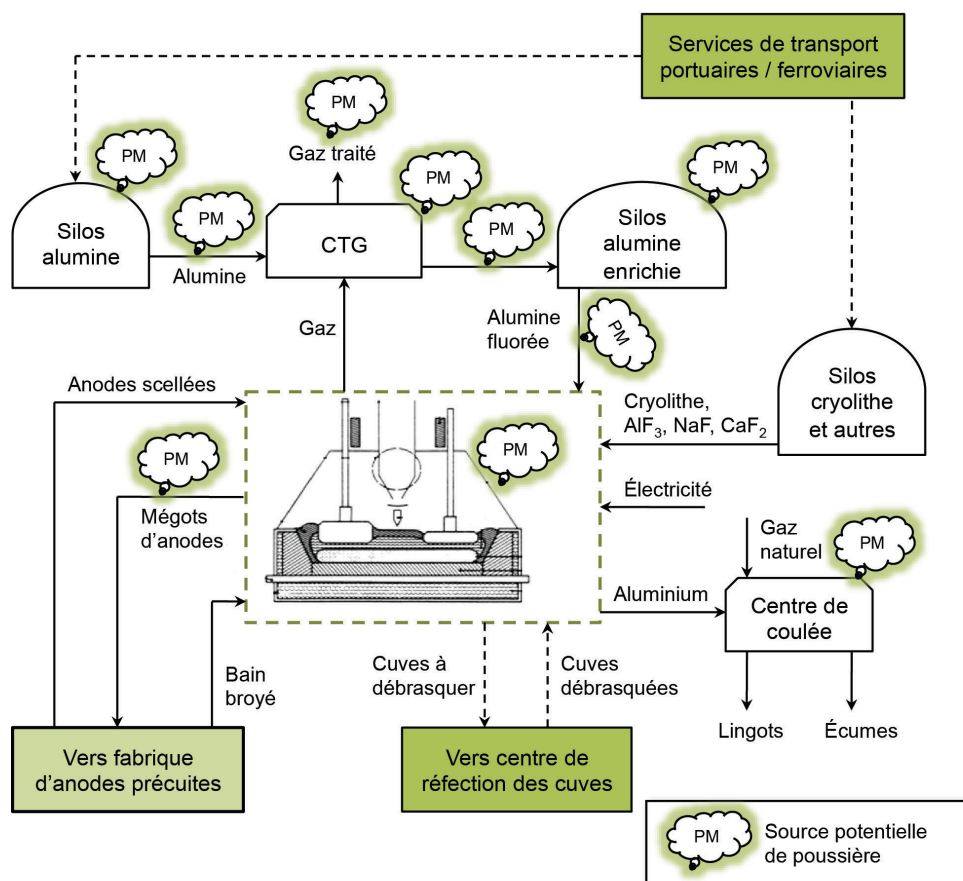 Services de transport
portuaires / ferroviaires
PM
Gaz traité
PM
PM
PM
PM
PM
Silos
alumine
CTG
Silos
alumine
enrichie
Alumine
Gaz
Alumine
fluorée
PM
Silos
cryolithe
et autres
Anodes scellées
Cryolithe,
AlF₃, NaF, CaF₂
PM
PM
Mégots
d'anodes
Électricité
Gaz
naturel
PM
Aluminium
Centre de
coulée
Bain
broyé
Cuves à
débrasquer
Cuves
débrasquées
Lingots
Écumes
Vers fabrique
d'anodes précuites
Vers centre de
réfection des cuves
PM
Source potentielle
de poussière